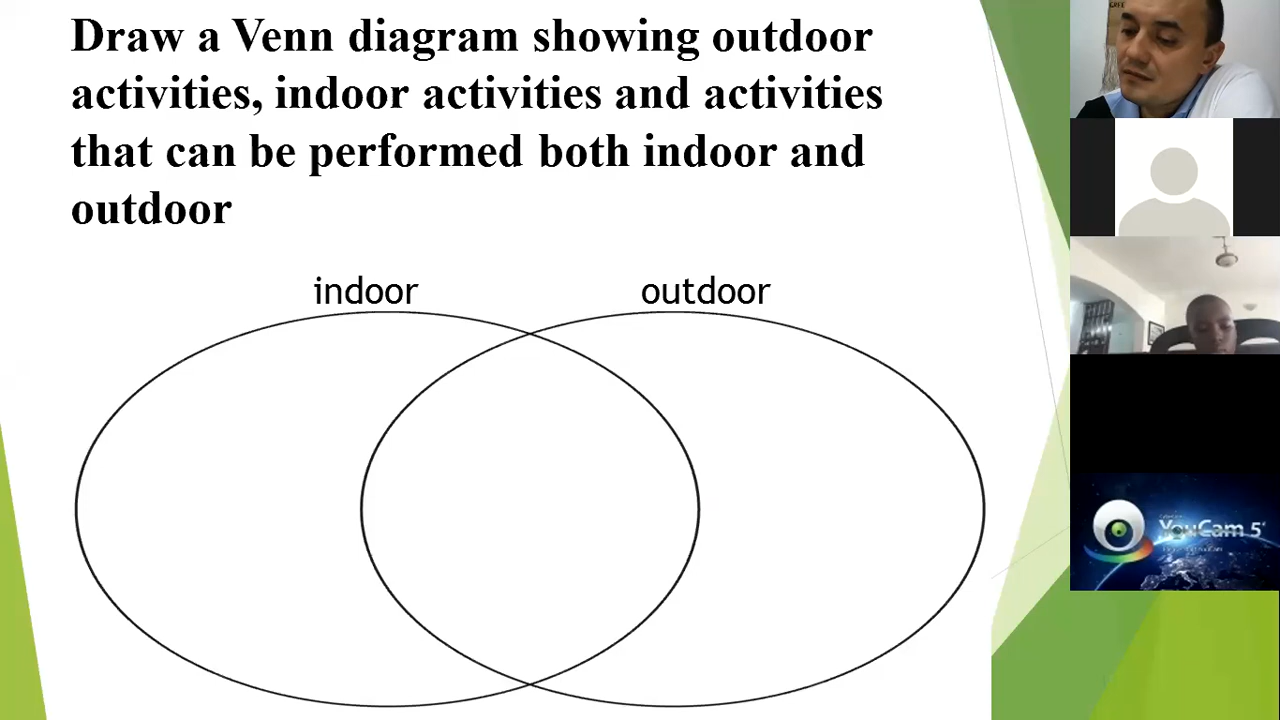 Draw a Venn diagram showing outdoor
activities, indoor activities and activities
that can be performed both indoor and
outdoor
indoor
outdoor
YouCam 5